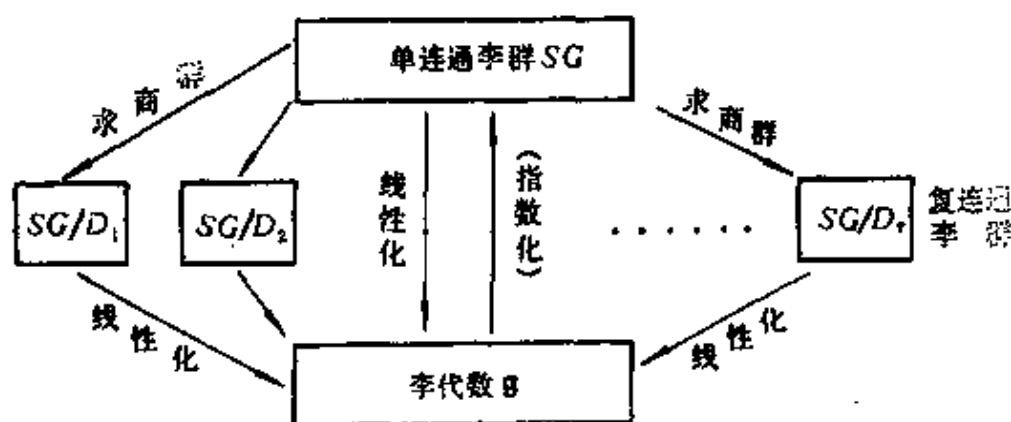 单连通李群SG
求商群
求商群
线性化
(指数化)
SG/D₁
SG/D₂
......
SG/Dᵣ
复连通
李 群
线性化
线性化
李代数g